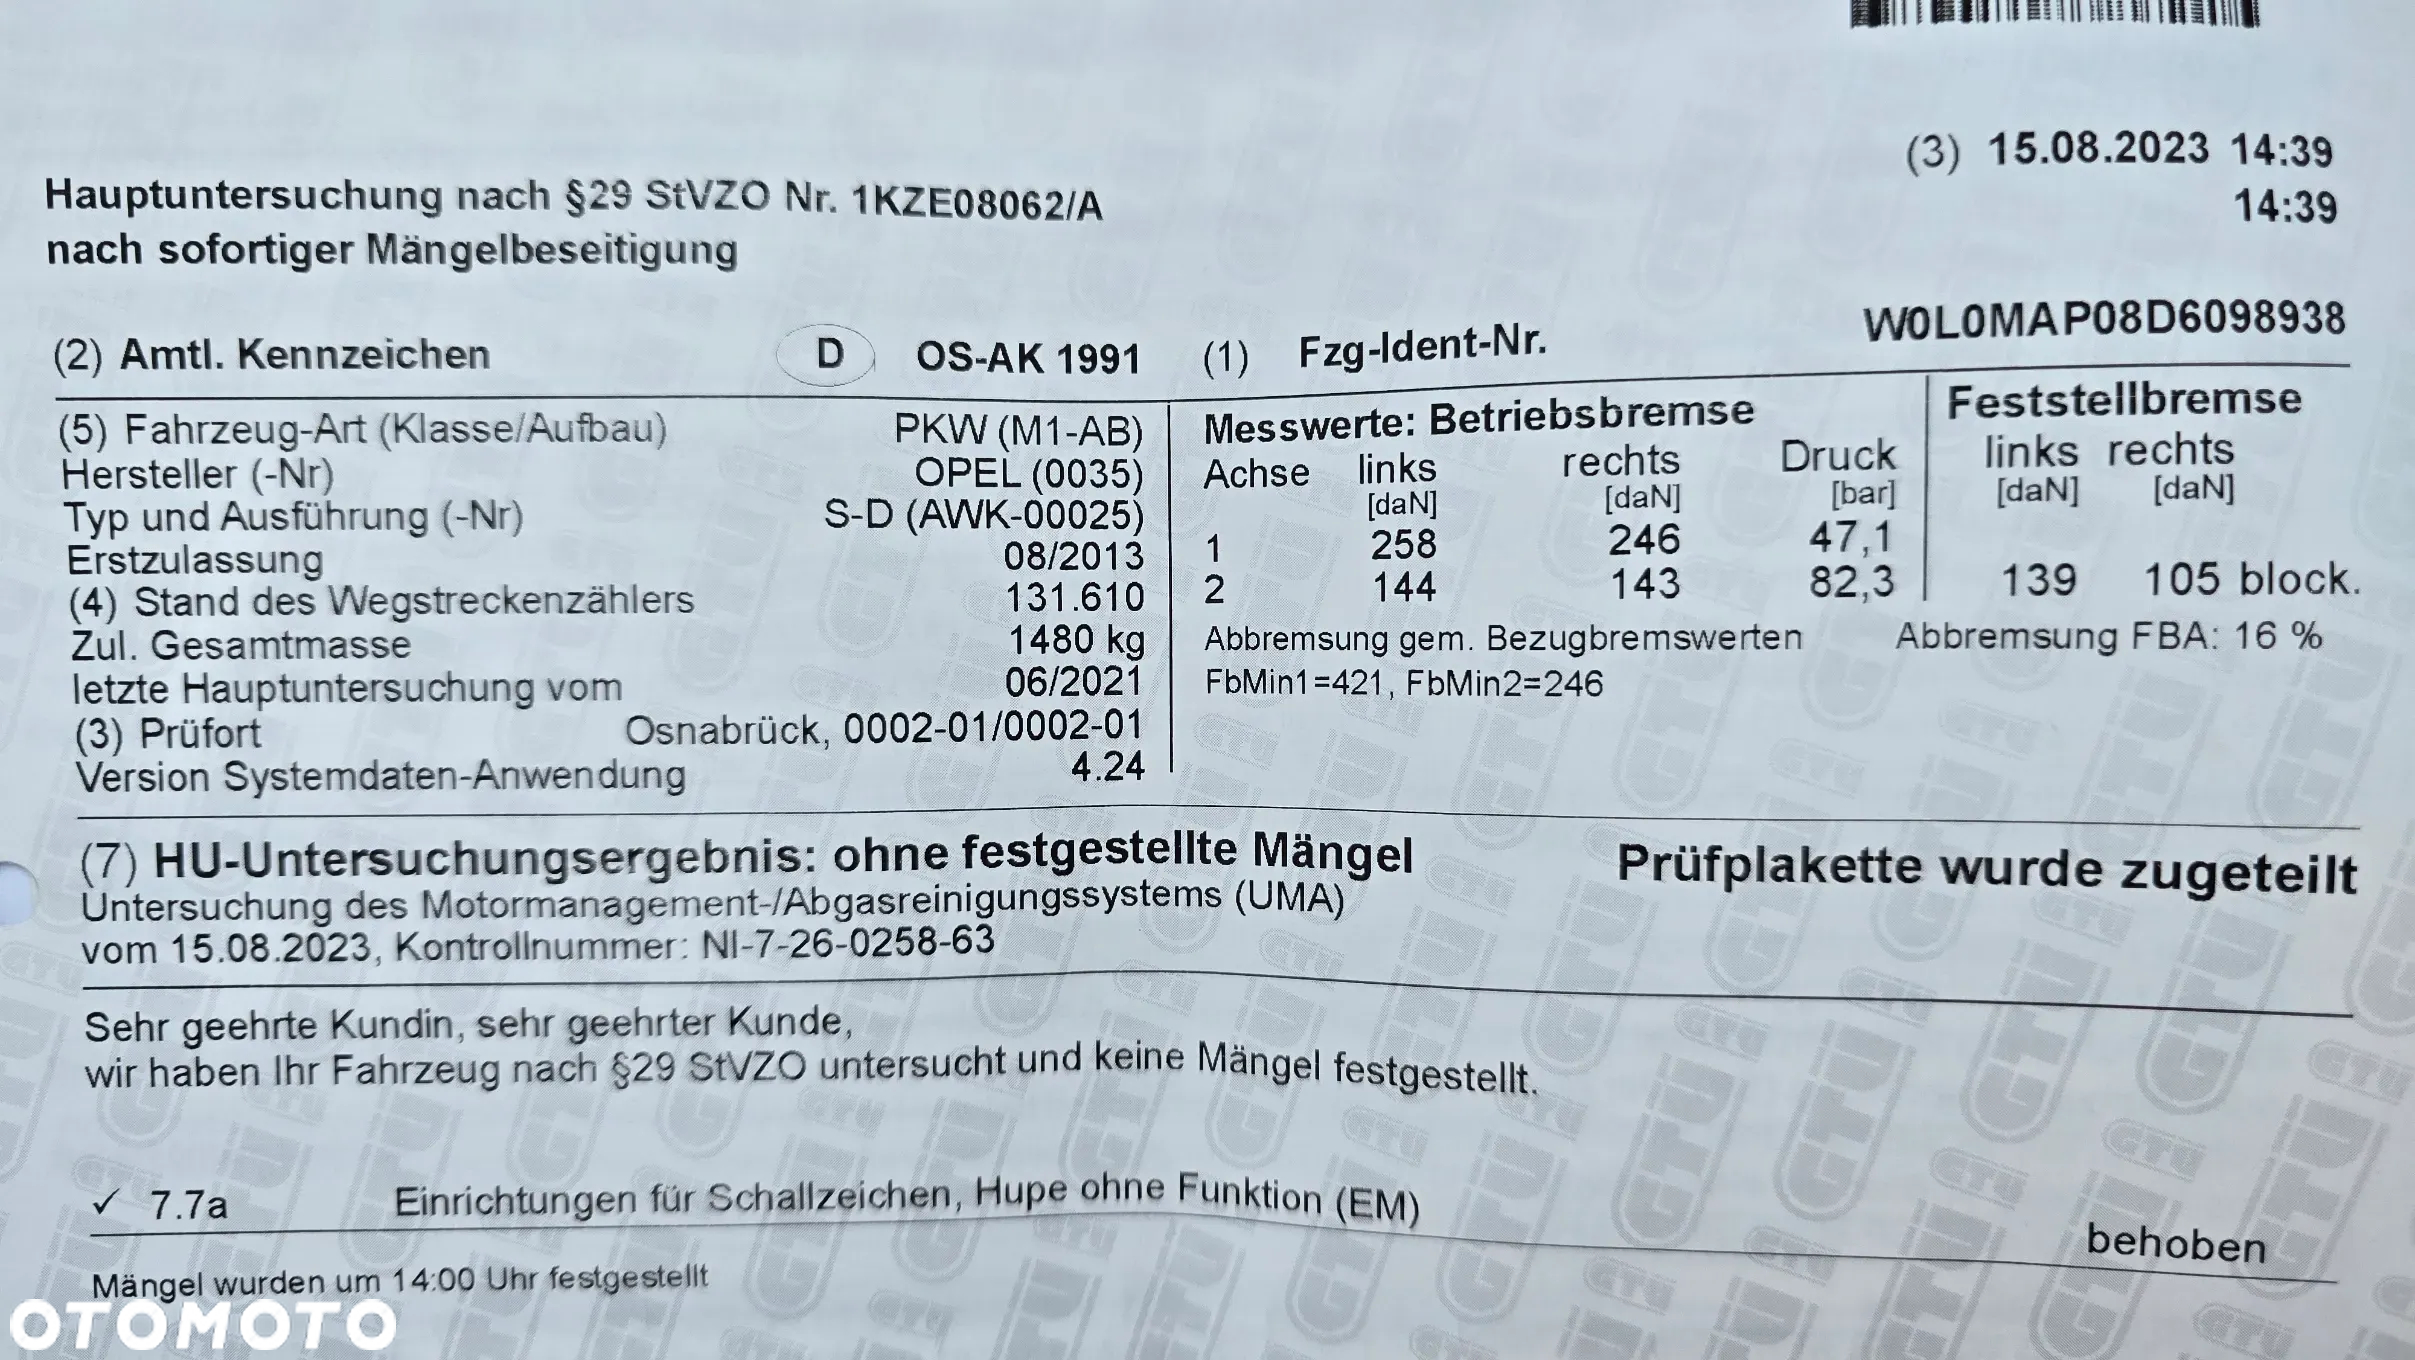 (3) 15.08.2023 14:39
14:39
Hauptuntersuchung nach §29 StVZO Nr. 1KZE08062/A
nach sofortiger Mängelbeseitigung
(2) Amtl. Kennzeichen D OS-AK 1991 (1) Fzg-Ident-Nr. W0L0MAP08D6098938
(5) Fahrzeug-Art (Klasse/Aufbau) PKW (M1-AB)
Hersteller (-Nr) OPEL (0035)
Typ und Ausführung (-Nr) S-D (AWK-00025)
Erstzulassung 08/2013
(4) Stand des Wegstreckenzählers 131.610
Zul. Gesamtmasse 1480 kg
letzte Hauptuntersuchung vom 06/2021
(3) Prüfort Osnabrück, 0002-01/0002-01
Version Systemdaten-Anwendung 4.24
Messwerte: Betriebsbremse Feststellbremse
Achse links rechts Druck links rechts
[daN] [daN] [bar] [daN] [daN]
1 258 246 47,1
2 144 143 82,3 139 105 block.
Abbremsung gem. Bezugbremswerten Abbremsung FBA: 16 %
FbMin1=421, FbMin2=246
(7) HU-Untersuchungsergebnis: ohne festgestellte Mängel Prüfplakette wurde zugeteilt
Untersuchung des Motormanagement-/Abgasreinigungssystems (UMA)
vom 15.08.2023, Kontrollnummer: NI-7-26-0258-63
Sehr geehrte Kundin, sehr geehrter Kunde,
wir haben Ihr Fahrzeug nach §29 StVZO untersucht und keine Mängel festgestellt.
✓ 7.7a Einrichtungen für Schallzeichen, Hupe ohne Funktion (EM) behoben
Mängel wurden um 14:00 Uhr festgestellt
OTOMOTO